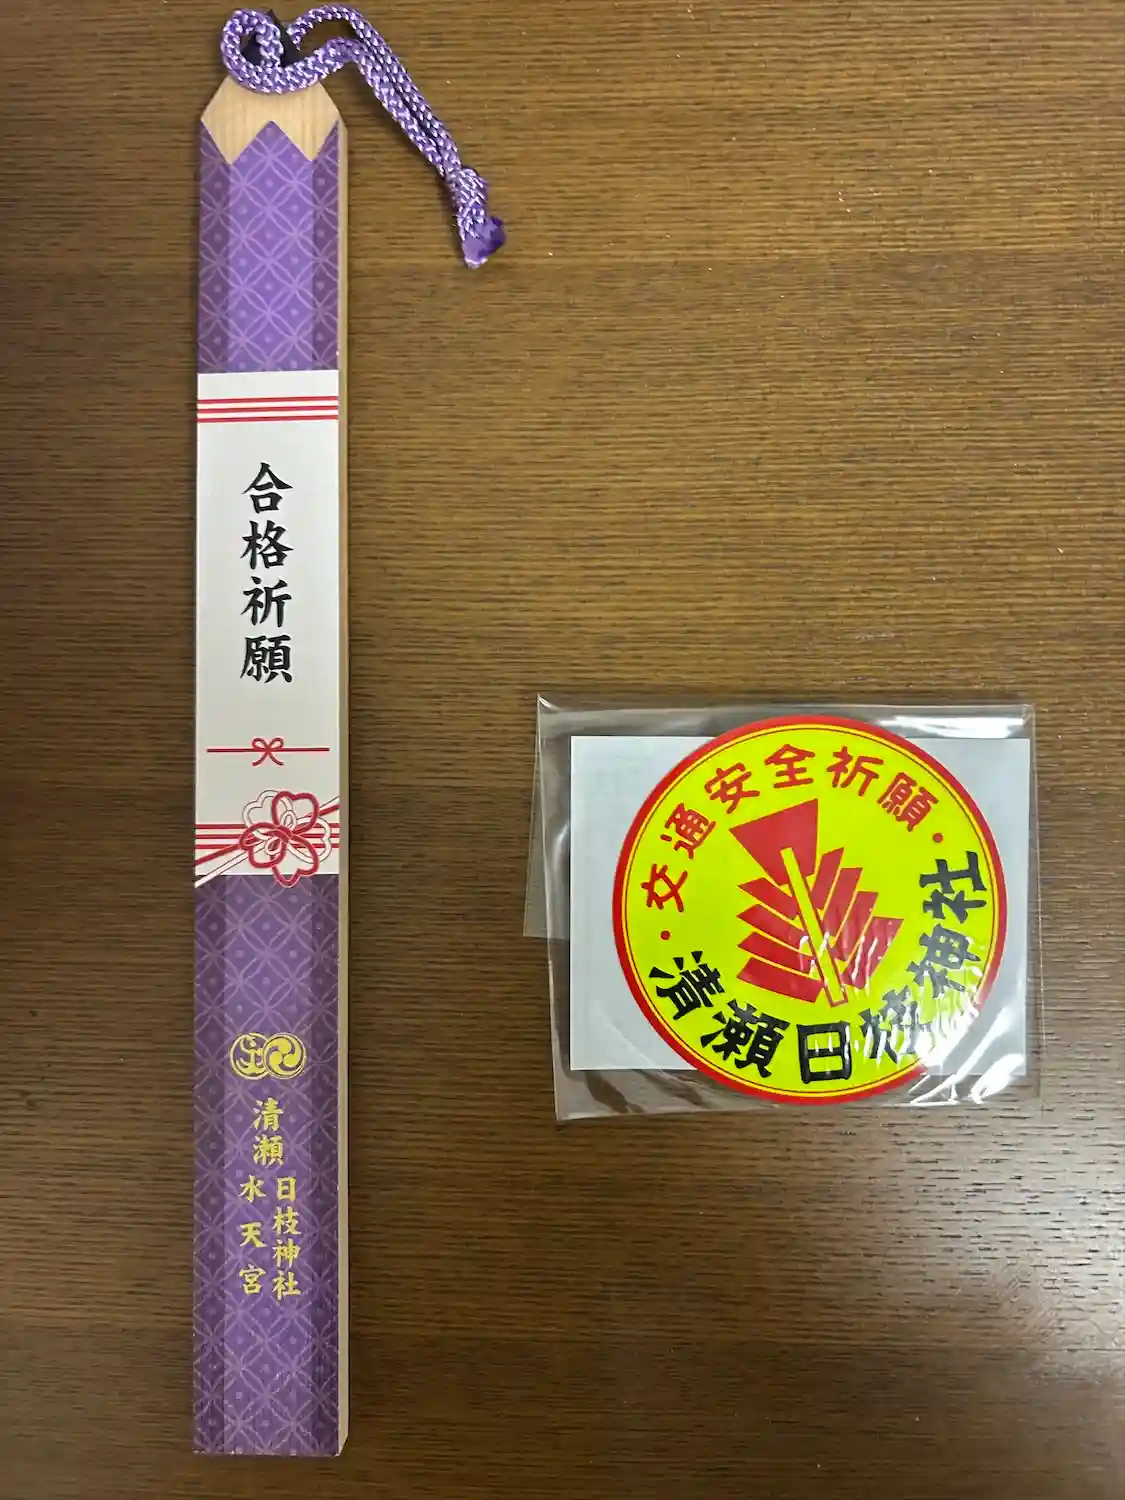 合格祈願
清瀬
日枝神社
水天宮
・交通安全祈願・
清瀬日枝神社